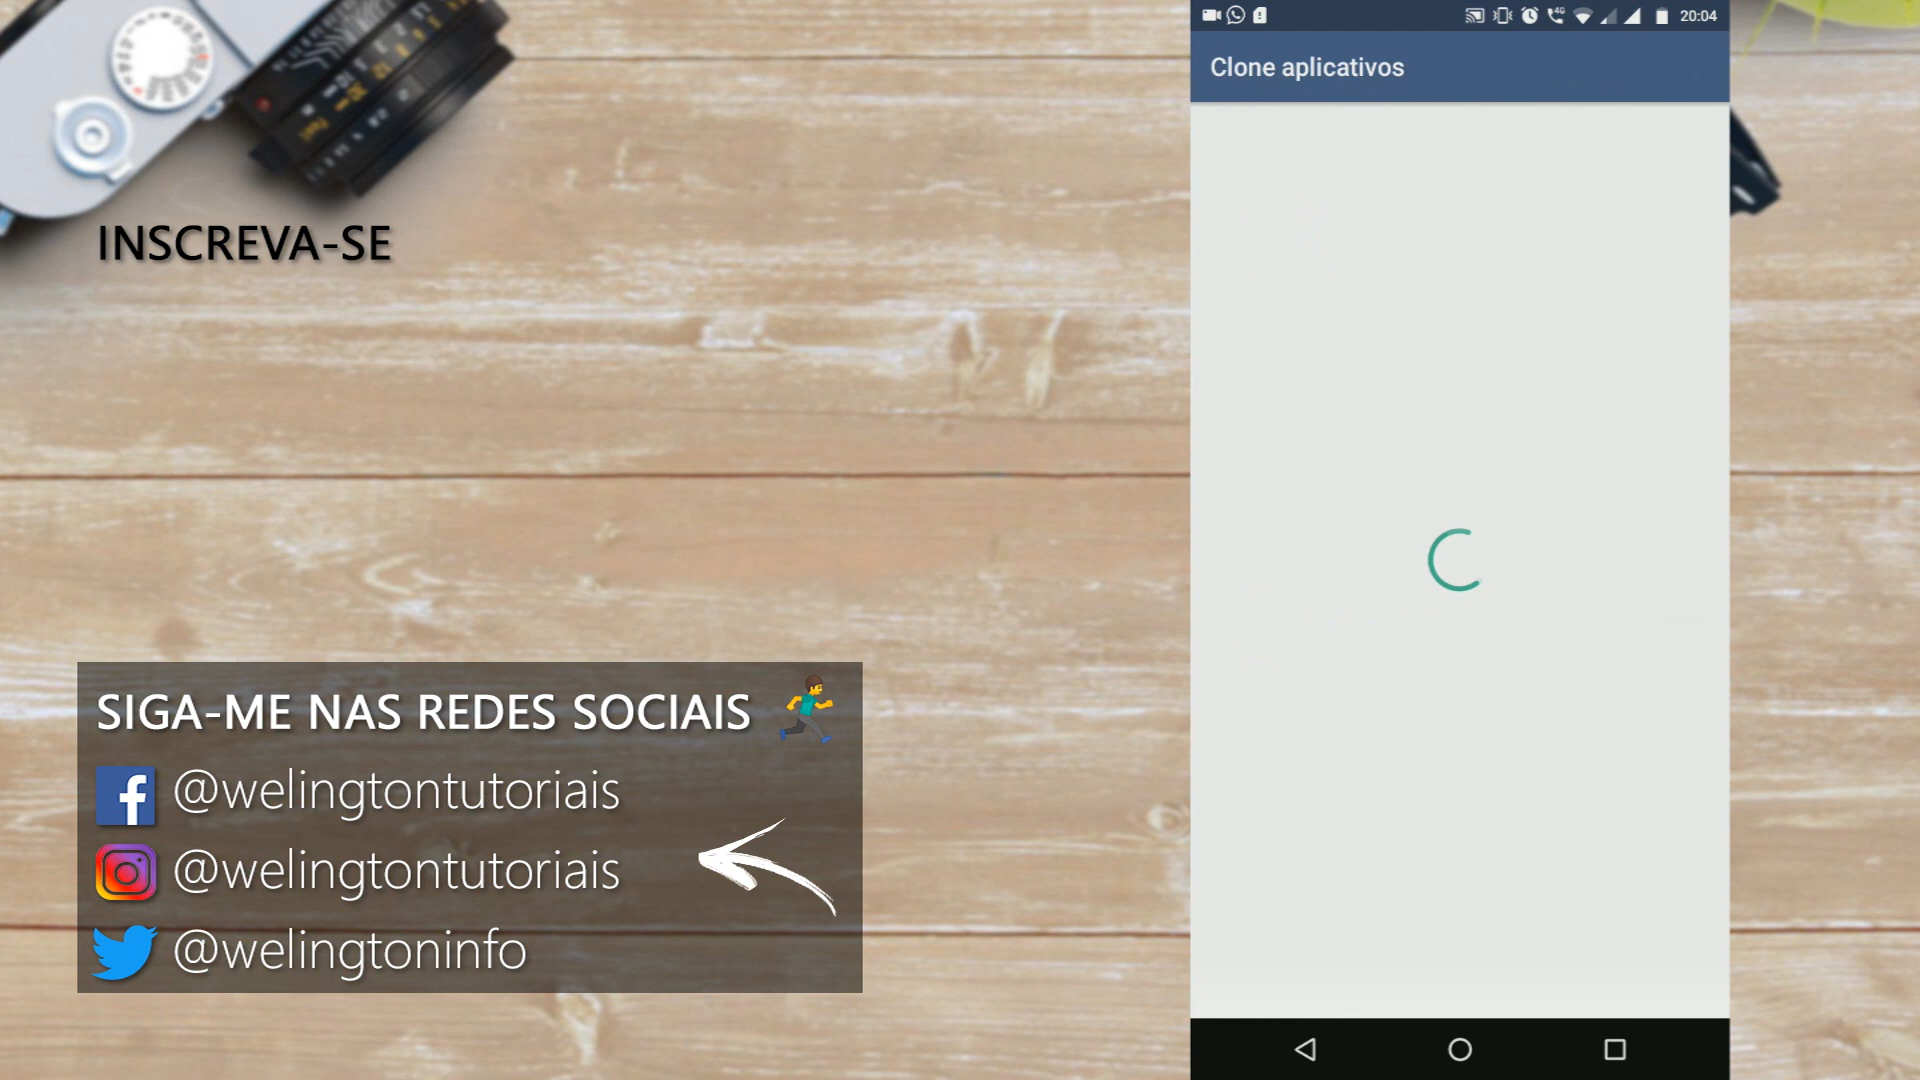 INSCREVA-SE
SIGA-ME NAS REDES SOCIAIS
@welingtontutoriais
@welingtontutoriais
@welingtoninfo
20:04
Clone aplicativos